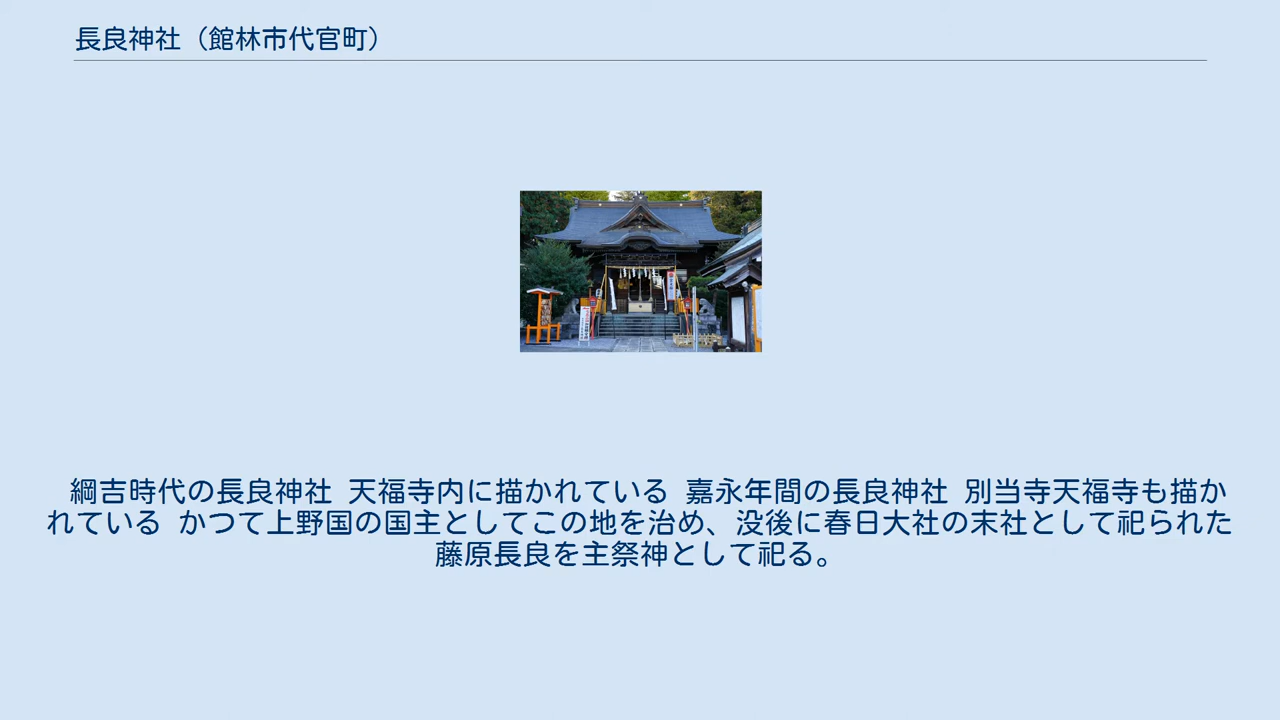 長良神社（館林市代官町）
綱吉時代の長良神社 天福寺内に描かれている 嘉永年間の長良神社 別当寺天福寺も描か
れている かつて上野国の国主としてこの地を治め、没後に春日大社の末社として祀られた
藤原長良を主祭神として祀る。